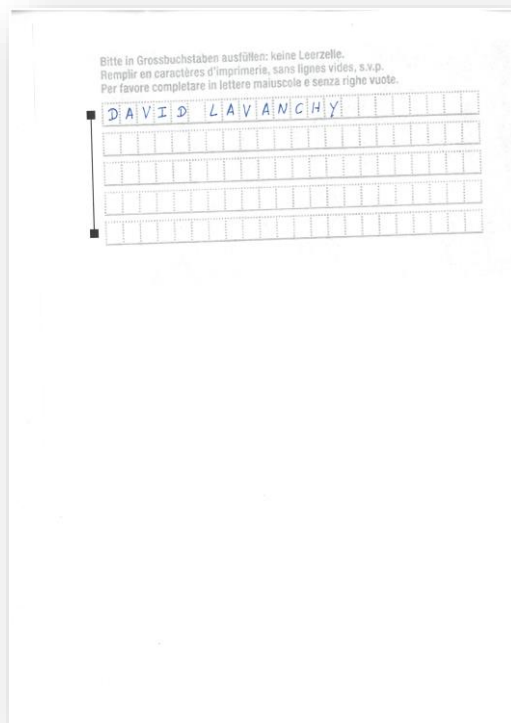 Bitte in Grossbuchstaben ausfüllen: keine Leerzelle.
Remplir en caractères d'imprimerie, sans lignes vides, s.v.p.
Per favore completare in lettere maiuscole e senza righe vuote.
DAVID LAVANCHY